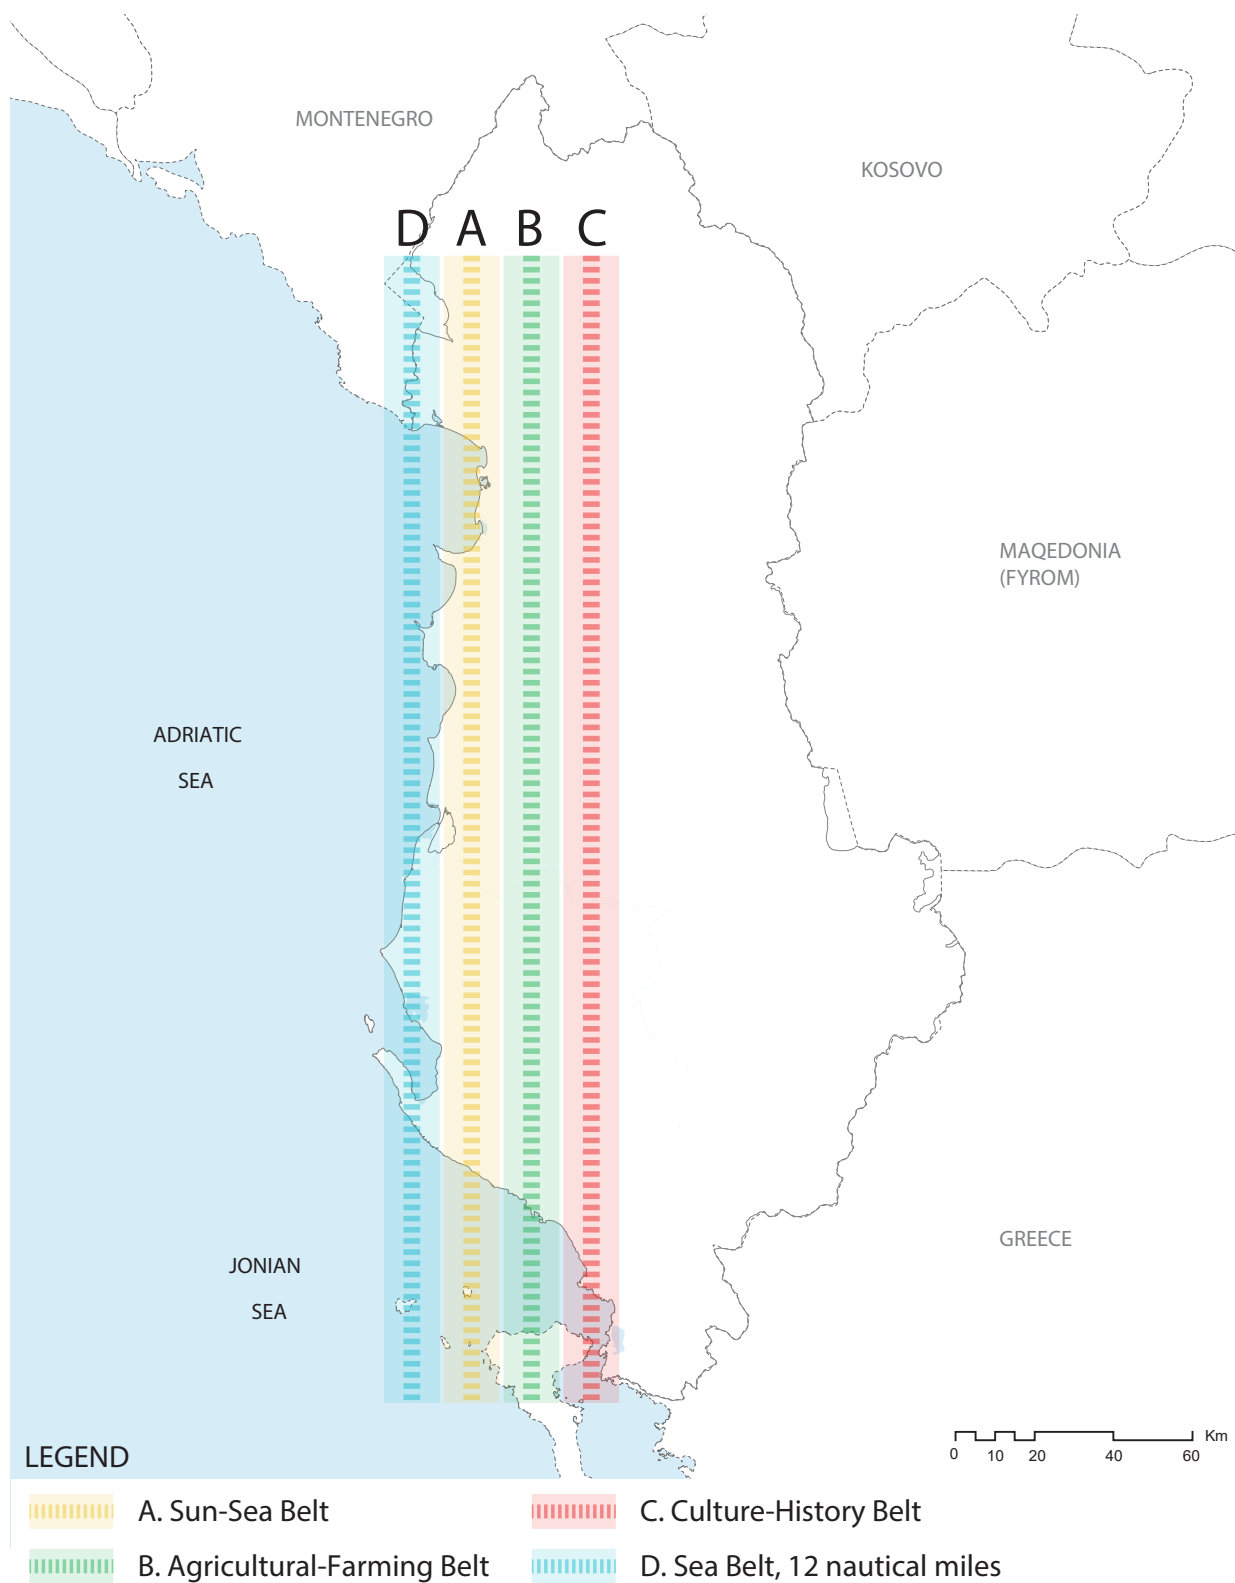 MONTENEGRO
KOSOVO
D A B C
MAQEDONIA
(FYROM)
ADRIATIC
SEA
GREECE
JONIAN
SEA
Km
0 10 20 40 60
LEGEND
A. Sun-Sea Belt
B. Agricultural-Farming Belt
C. Culture-History Belt
D. Sea Belt, 12 nautical miles